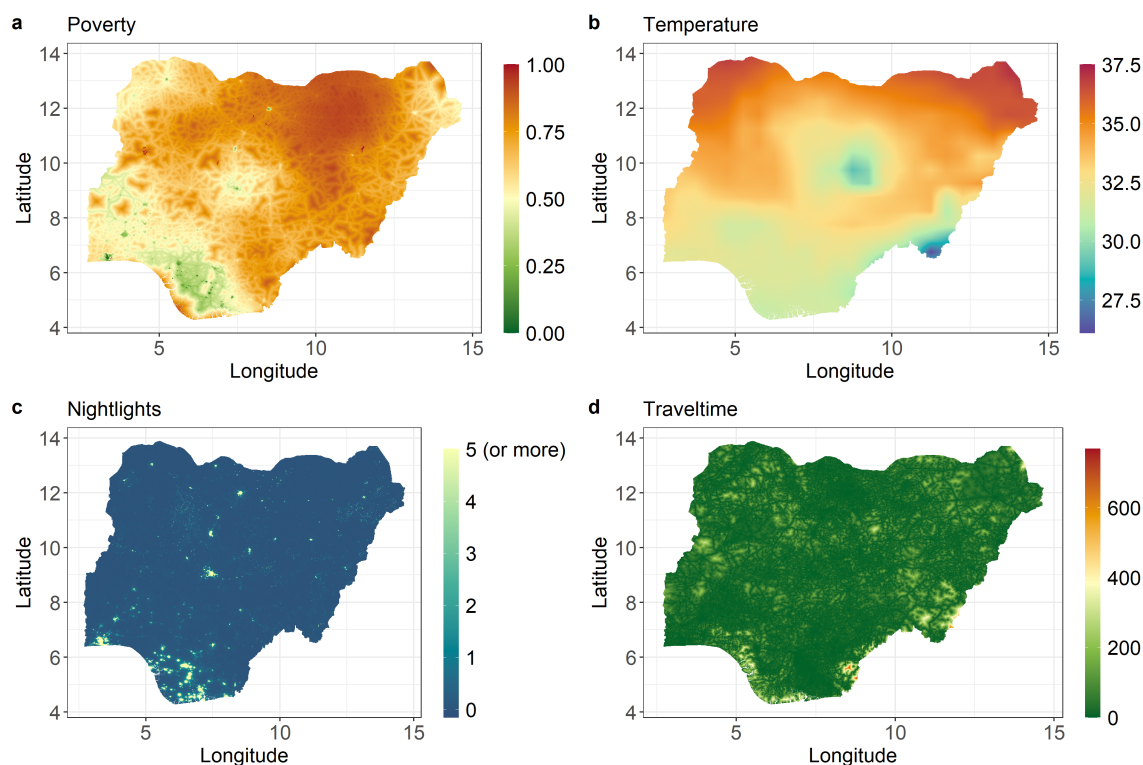 a Poverty
14
12
10
8
6
4
Latitude
5 10 15
Longitude
1.00
0.75
0.50
0.25
0.00
b Temperature
14
12
10
8
6
4
Latitude
5 10 15
Longitude
37.5
35.0
32.5
30.0
27.5
c Nightlights
14
12
10
8
6
4
Latitude
5 10 15
Longitude
5 (or more)
4
3
2
1
0
d Traveltime
14
12
10
8
6
4
Latitude
5 10 15
Longitude
600
400
200
0